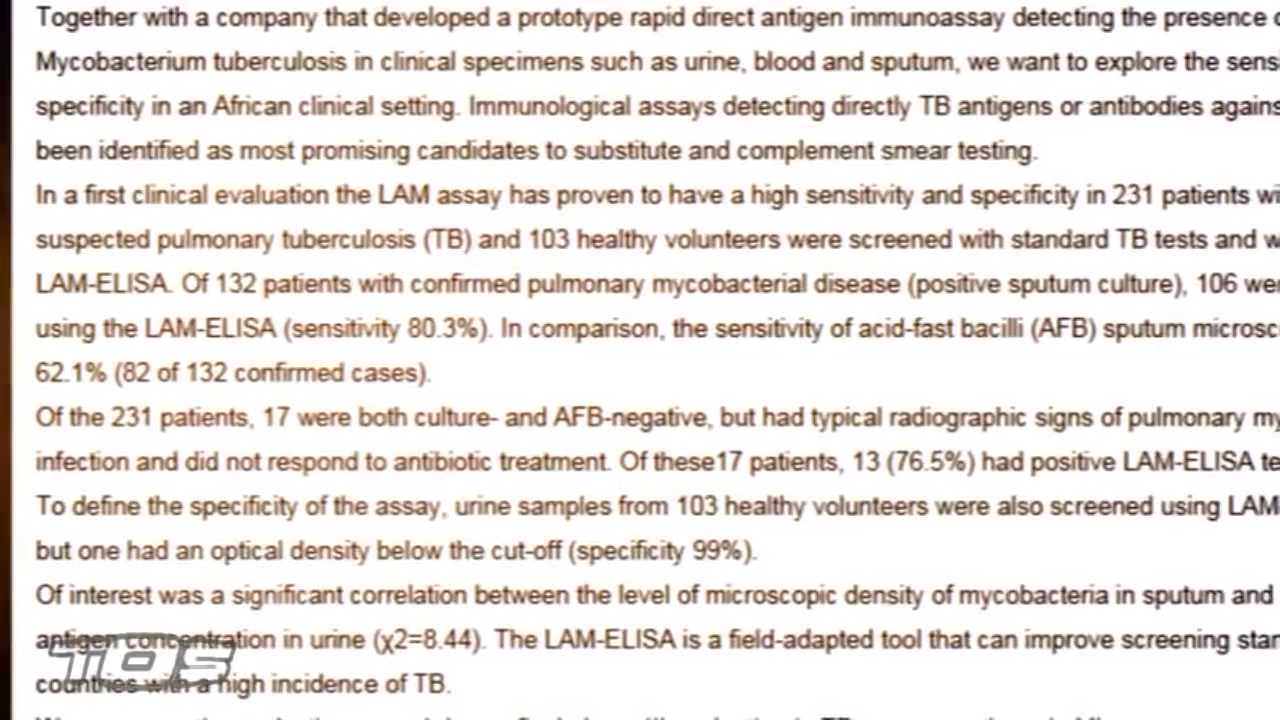 Together with a company that developed a prototype rapid direct antigen immunoassay detecting the presence
Mycobacterium tuberculosis in clinical specimens such as urine, blood and sputum, we want to explore the sensi
specificity in an African clinical setting. Immunological assays detecting directly TB antigens or antibodies agains
been identified as most promising candidates to substitute and complement smear testing.
In a first clinical evaluation the LAM assay has proven to have a high sensitivity and specificity in 231 patients wi
suspected pulmonary tuberculosis (TB) and 103 healthy volunteers were screened with standard TB tests and w
LAM-ELISA. Of 132 patients with confirmed pulmonary mycobacterial disease (positive sputum culture), 106 wer
using the LAM-ELISA (sensitivity 80.3%). In comparison, the sensitivity of acid-fast bacilli (AFB) sputum microsc
62.1% (82 of 132 confirmed cases).
Of the 231 patients, 17 were both culture- and AFB-negative, but had typical radiographic signs of pulmonary my
infection and did not respond to antibiotic treatment. Of these17 patients, 13 (76.5%) had positive LAM-ELISA te
To define the specificity of the assay, urine samples from 103 healthy volunteers were also screened using LAM-
but one had an optical density below the cut-off (specificity 99%).
Of interest was a significant correlation between the level of microscopic density of mycobacteria in sputum and
antigen concentration in urine (χ2=8.44). The LAM-ELISA is a field-adapted tool that can improve screening stan
countries with a high incidence of TB.